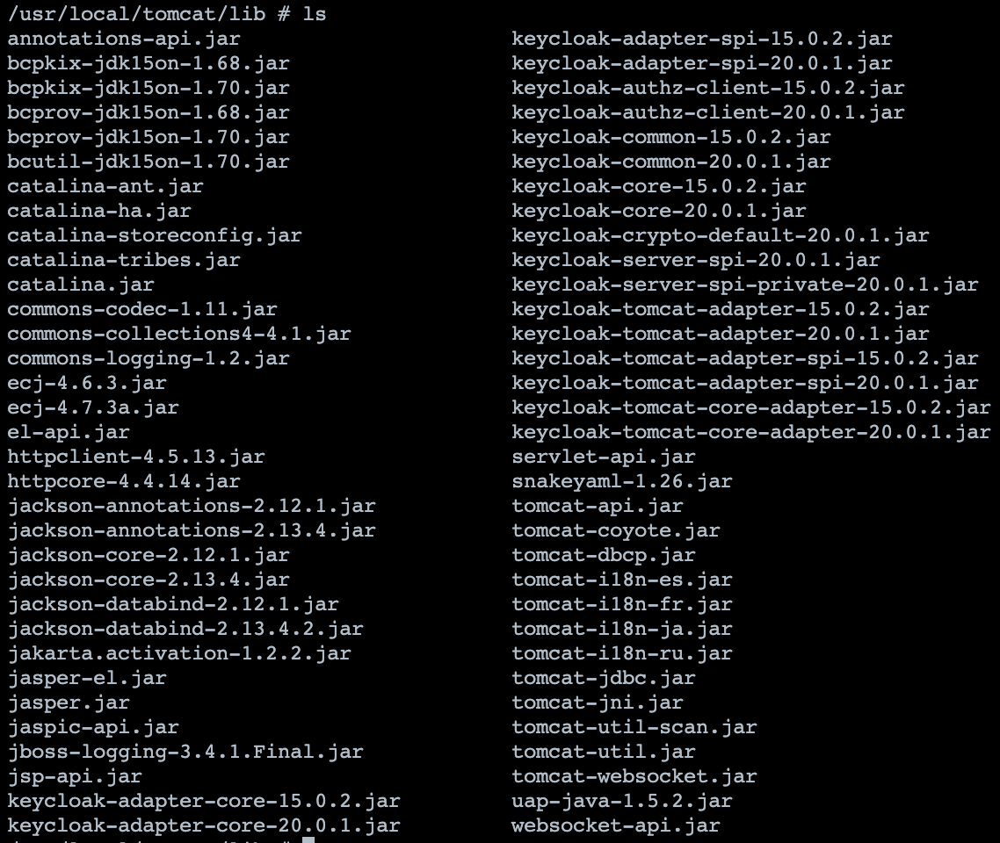 /usr/local/tomcat/lib # ls
annotations-api.jar
bcpkix-jdk15on-1.68.jar
bcpkix-jdk15on-1.70.jar
bcprov-jdk15on-1.68.jar
bcprov-jdk15on-1.70.jar
bcutil-jdk15on-1.70.jar
catalina-ant.jar
catalina-ha.jar
catalina-storeconfig.jar
catalina-tribes.jar
catalina.jar
commons-codec-1.11.jar
commons-collections4-4.1.jar
commons-logging-1.2.jar
ecj-4.6.3.jar
ecj-4.7.3a.jar
el-api.jar
httpclient-4.5.13.jar
httpcore-4.4.14.jar
jackson-annotations-2.12.1.jar
jackson-annotations-2.13.4.jar
jackson-core-2.12.1.jar
jackson-core-2.13.4.jar
jackson-databind-2.12.1.jar
jackson-databind-2.13.4.2.jar
jakarta.activation-1.2.2.jar
jasper-el.jar
jasper.jar
jaspic-api.jar
jboss-logging-3.4.1.Final.jar
jsp-api.jar
keycloak-adapter-core-15.0.2.jar
keycloak-adapter-core-20.0.1.jar
keycloak-adapter-spi-15.0.2.jar
keycloak-adapter-spi-20.0.1.jar
keycloak-authz-client-15.0.2.jar
keycloak-authz-client-20.0.1.jar
keycloak-common-15.0.2.jar
keycloak-common-20.0.1.jar
keycloak-core-15.0.2.jar
keycloak-core-20.0.1.jar
keycloak-crypto-default-20.0.1.jar
keycloak-server-spi-20.0.1.jar
keycloak-server-spi-private-20.0.1.jar
keycloak-tomcat-adapter-15.0.2.jar
keycloak-tomcat-adapter-20.0.1.jar
keycloak-tomcat-adapter-spi-15.0.2.jar
keycloak-tomcat-adapter-spi-20.0.1.jar
keycloak-tomcat-core-adapter-15.0.2.jar
keycloak-tomcat-core-adapter-20.0.1.jar
servlet-api.jar
snakeyaml-1.26.jar
tomcat-api.jar
tomcat-coyote.jar
tomcat-dbcp.jar
tomcat-i18n-es.jar
tomcat-i18n-fr.jar
tomcat-i18n-ja.jar
tomcat-i18n-ru.jar
tomcat-jdbc.jar
tomcat-jni.jar
tomcat-util-scan.jar
tomcat-util.jar
tomcat-websocket.jar
uap-java-1.5.2.jar
websocket-api.jar